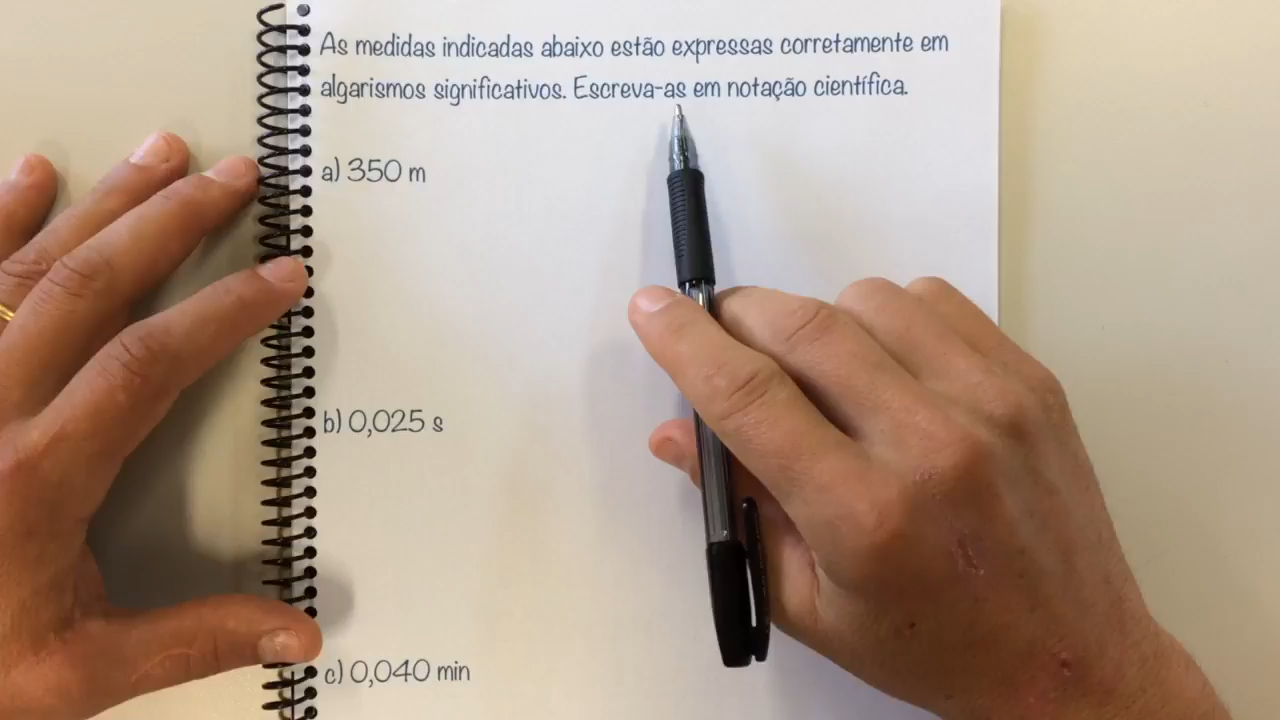 As medidas indicadas abaixo estão expressas corretamente em
algarismos significativos. Escreva-as em notação científica.
a) 350 m
b) 0,025 s
c) 0,040 min